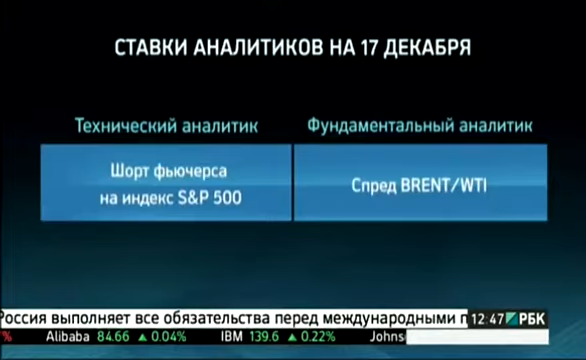 СТАВКИ АНАЛИТИКОВ НА 17 ДЕКАБРЯ
Технический аналитик
Фундаментальный аналитик
Шорт фьючерса
на индекс S&P 500
Спред BRENT/WTI
Россия выполняет все обязательства перед международными
12:47 РБК
% Alibaba 84.66 ▲ 0.04% IBM 139.6 ▲ 0.22% Johns